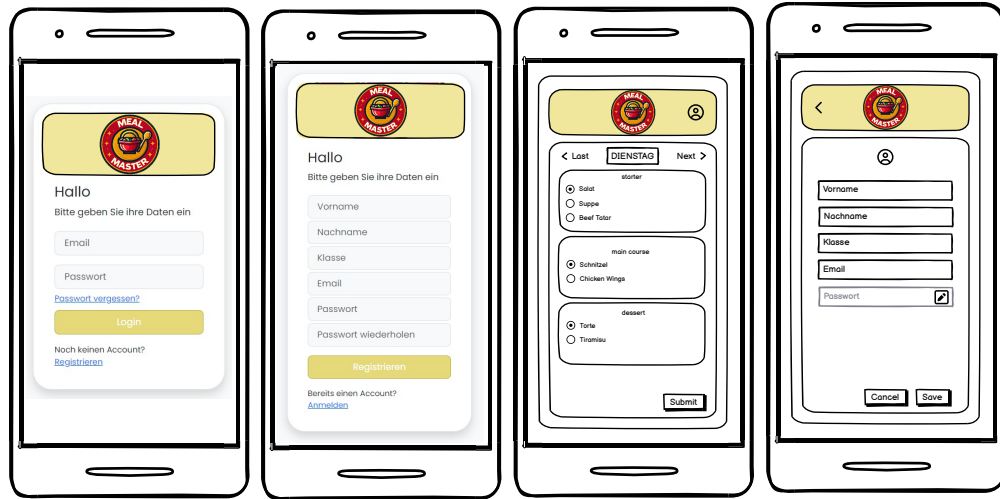 MEAL
MASTER
Hallo
Bitte geben Sie ihre Daten ein
Email
Passwort
Passwort vergessen?
Login
Noch keinen Account?
Registrieren
MEAL
MASTER
Hallo
Bitte geben Sie ihre Daten ein
Vorname
Nachname
Klasse
Email
Passwort
Passwort wiederholen
Registrieren
Bereits einen Account?
Anmelden
MEAL
MASTER
Last DIENSTAG Next
starter
Salat
Suppe
Beef Tatar
main course
Schnitzel
Chicken Wings
dessert
Torte
Tiramisu
Submit
MEAL
MASTER
Vorname
Nachname
Klasse
Email
Passwort
Cancel Save